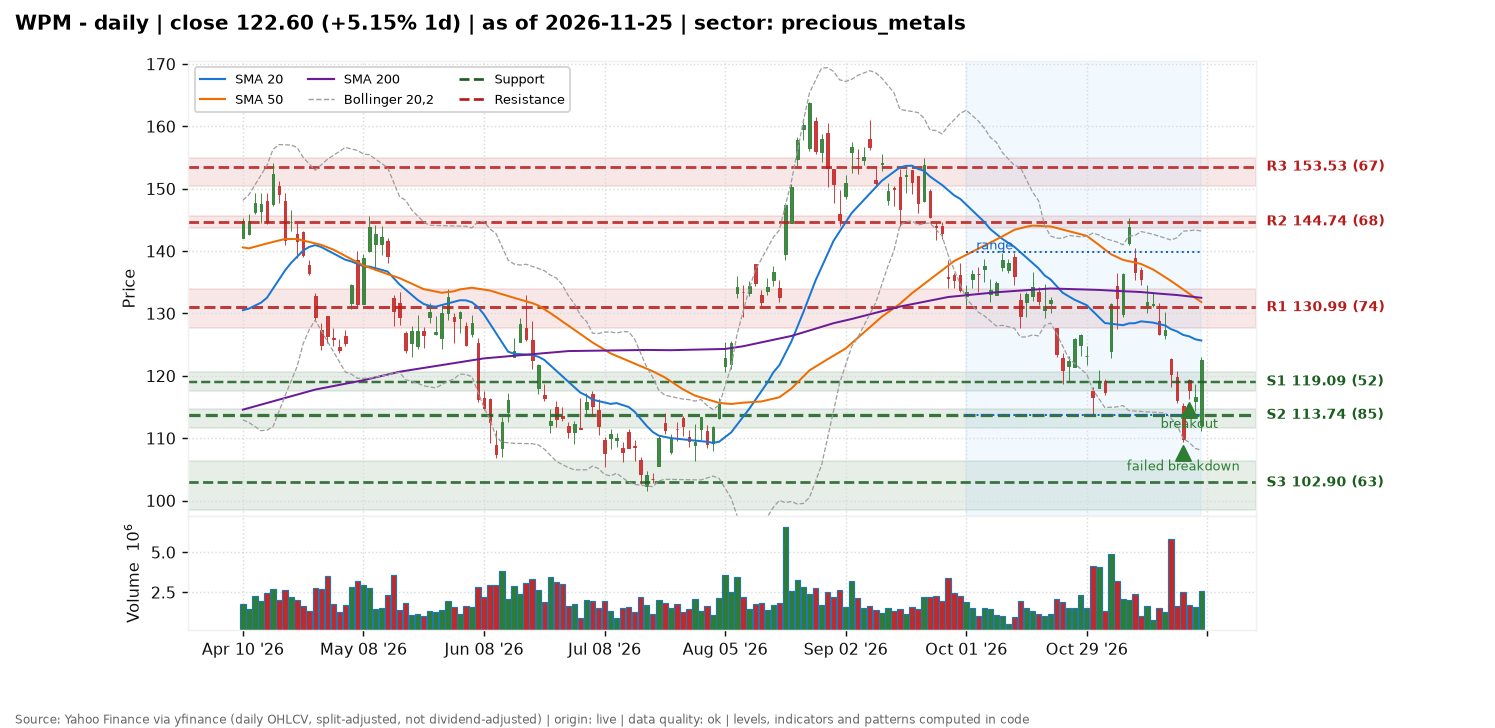 WPM - daily | close 122.60 (+5.15% 1d) | as of 2026-11-25 | sector: precious_metals
SMA 20
SMA 50
SMA 200
Bollinger 20,2
Support
Resistance
Price
170
160
150
140
130
120
110
100
range
breakout
failed breakdown
R3 153.53 (67)
R2 144.74 (68)
R1 130.99 (74)
S1 119.09 (52)
S2 113.74 (85)
S3 102.90 (63)
Volume 10⁶
5.0
2.5
Apr 10 '26
May 08 '26
Jun 08 '26
Jul 08 '26
Aug 05 '26
Sep 02 '26
Oct 01 '26
Oct 29 '26
Source: Yahoo Finance via yfinance (daily OHLCV, split-adjusted, not dividend-adjusted) | origin: live | data quality: ok | levels, indicators and patterns computed in code